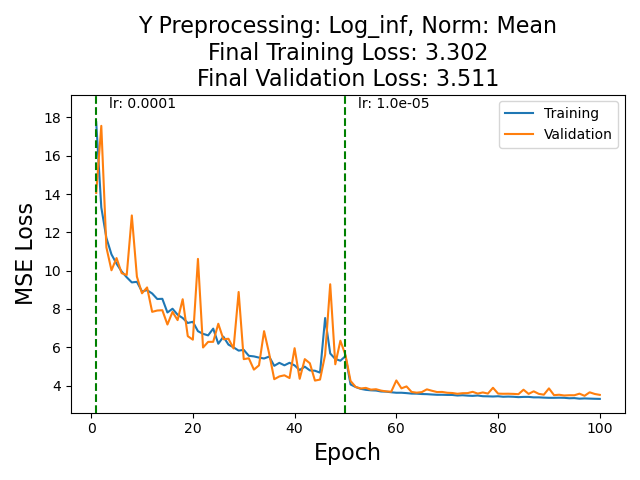 Y Preprocessing: Log_inf, Norm: Mean
Final Training Loss: 3.302
Final Validation Loss: 3.511
lr: 0.0001
lr: 1.0e-05
Training
Validation
18
16
14
12
10
8
6
4
MSE Loss
0
20
40
60
80
100
Epoch